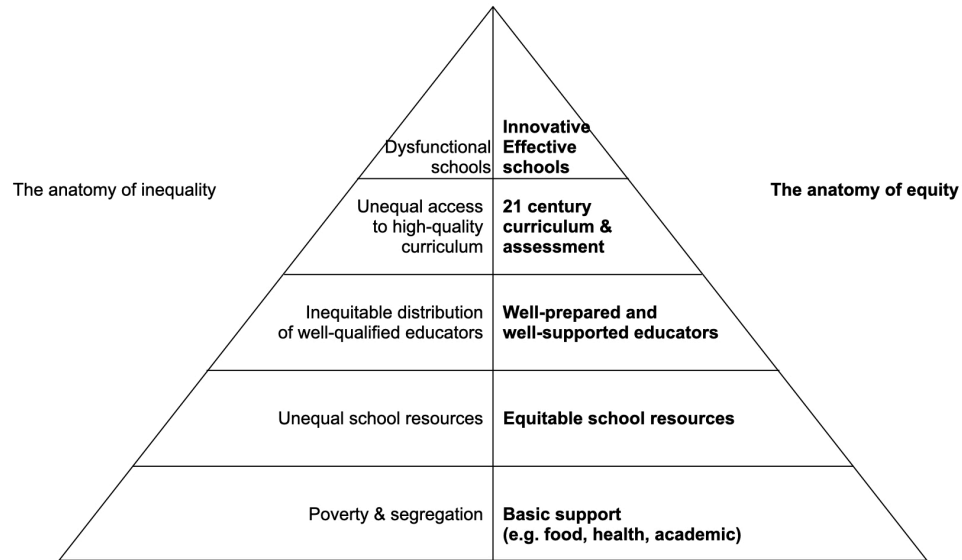 Dysfunctional
schools
Innovative
Effective
schools
The anatomy of inequality
The anatomy of equity
Unequal access
to high-quality
curriculum
21 century
curriculum &
assessment
Inequitable distribution
of well-qualified educators
Well-prepared and
well-supported educators
Unequal school resources
Equitable school resources
Poverty & segregation
Basic support
(e.g. food, health, academic)